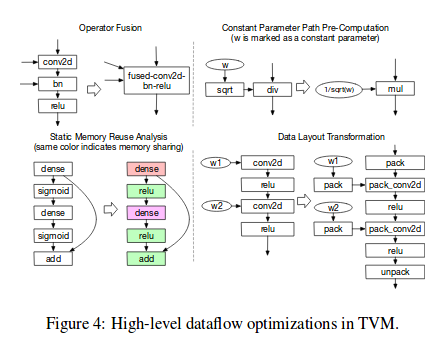 Operator Fusion
conv2d
bn
relu
fused-conv2d-
bn-relu
Constant Parameter Path Pre-Computation
(w is marked as a constant parameter)
w
sqrt
div
1/sqrt(w)
mul
Static Memory Reuse Analysis
(same color indicates memory sharing)
dense
sigmoid
dense
sigmoid
add
dense
relu
dense
relu
add
Data Layout Transformation
w1
conv2d
relu
w2
conv2d
relu
w1
pack
pack
pack_conv2d
w2
relu
pack
pack_conv2d
relu
unpack
Figure 4: High-level dataflow optimizations in TVM.